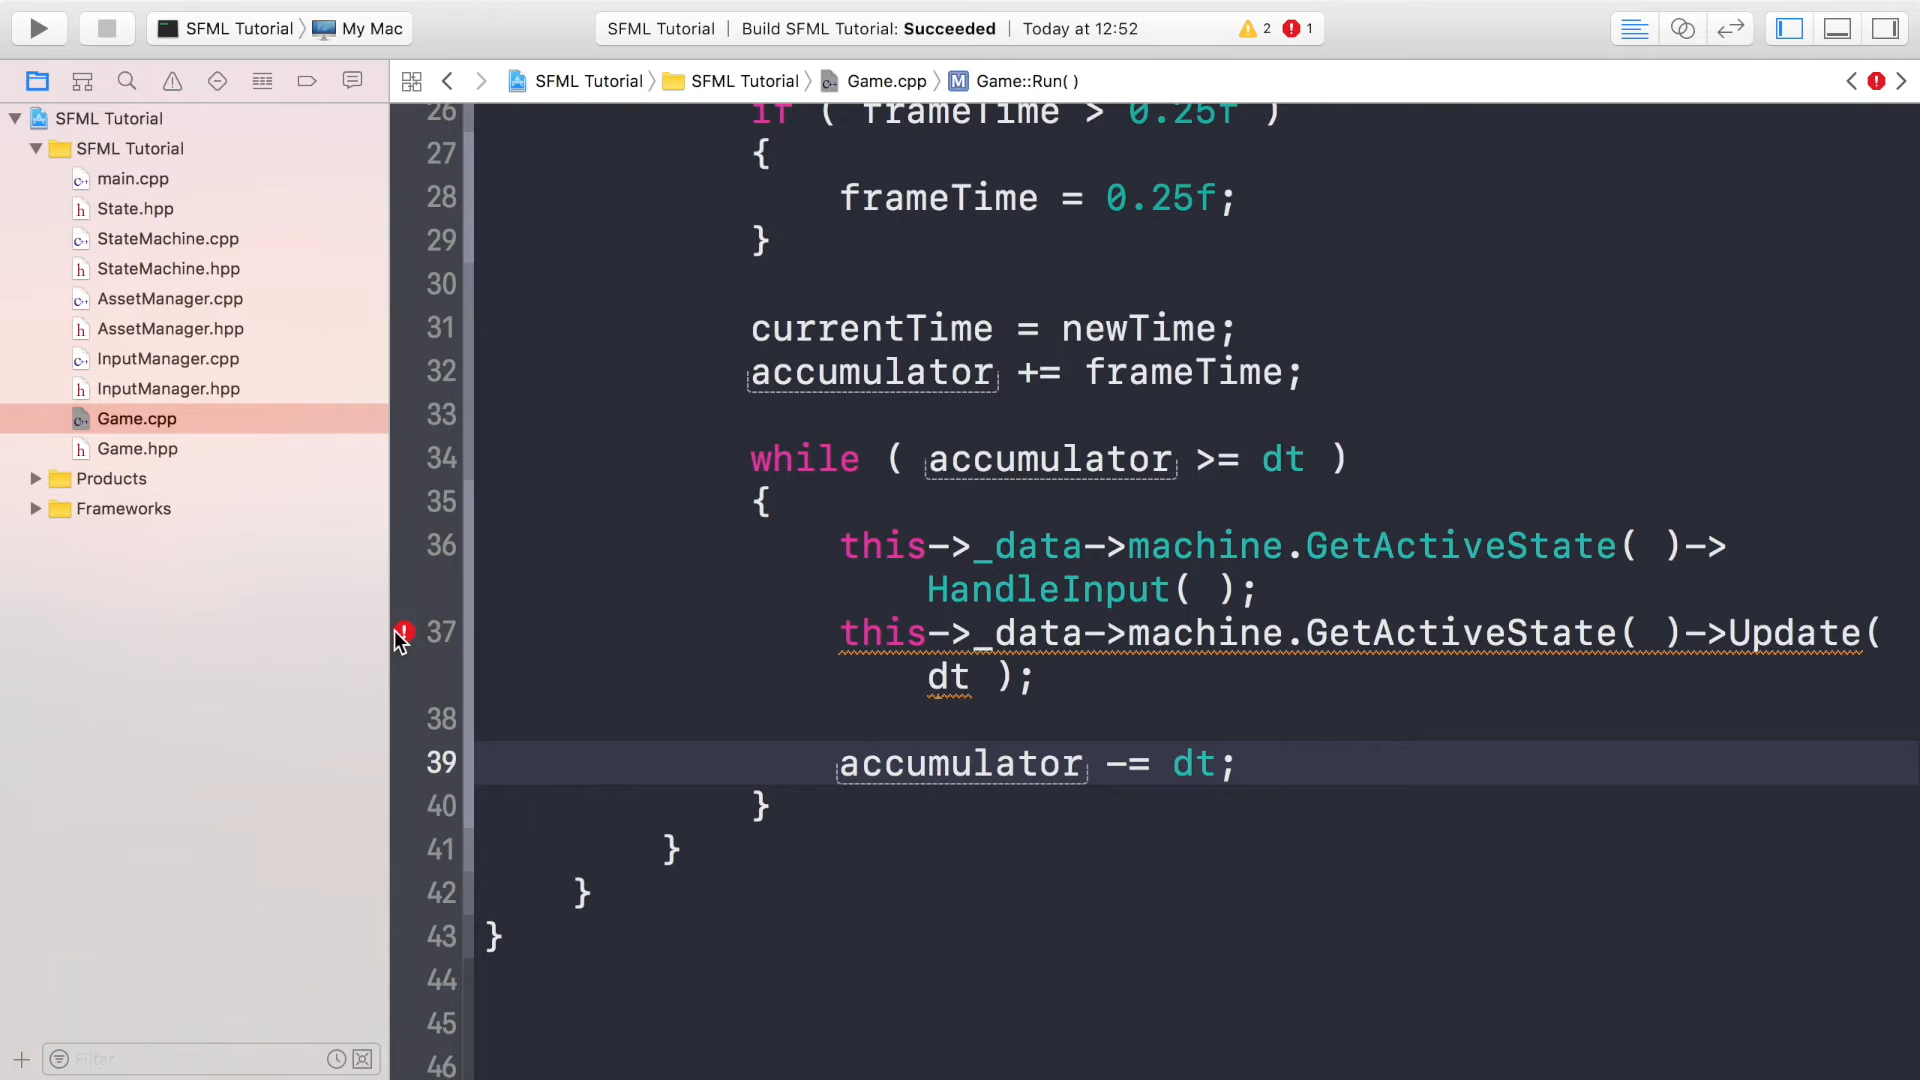 SFML Tutorial My Mac SFML Tutorial | Build SFML Tutorial: Succeeded | Today at 12:52 2 1
SFML Tutorial SFML Tutorial Game.cpp M Game::Run( )
SFML Tutorial
SFML Tutorial
main.cpp
State.hpp
StateMachine.cpp
StateMachine.hpp
AssetManager.cpp
AssetManager.hpp
InputManager.cpp
InputManager.hpp
Game.cpp
Game.hpp
Products
Frameworks
Filter
26 if ( frameTime > 0.25f )
27 {
28 frameTime = 0.25f;
29 }
30
31 currentTime = newTime;
32 accumulator += frameTime;
33
34 while ( accumulator >= dt )
35 {
36 this->_data->machine.GetActiveState( )->
HandleInput( );
37 this->_data->machine.GetActiveState( )->Update(
dt );
38
39 accumulator -= dt;
40 }
41 }
42 }
43 }
44
45
46